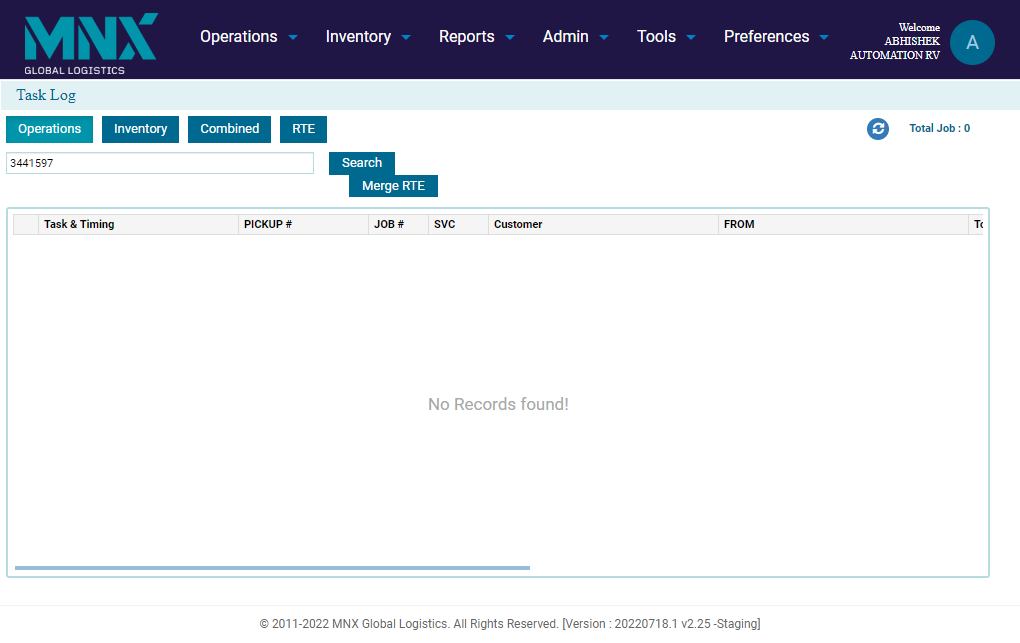 MNX
GLOBAL LOGISTICS
Operations Inventory Reports Admin Tools Preferences
Welcome
ABHISHEK
AUTOMATION RV
A
Task Log
Operations Inventory Combined RTE Total Job : 0
3441597 Search
Merge RTE
Task & Timing PICKUP # JOB # SVC Customer FROM
No Records found!
© 2011-2022 MNX Global Logistics. All Rights Reserved. [Version : 20220718.1 v2.25 -Staging]